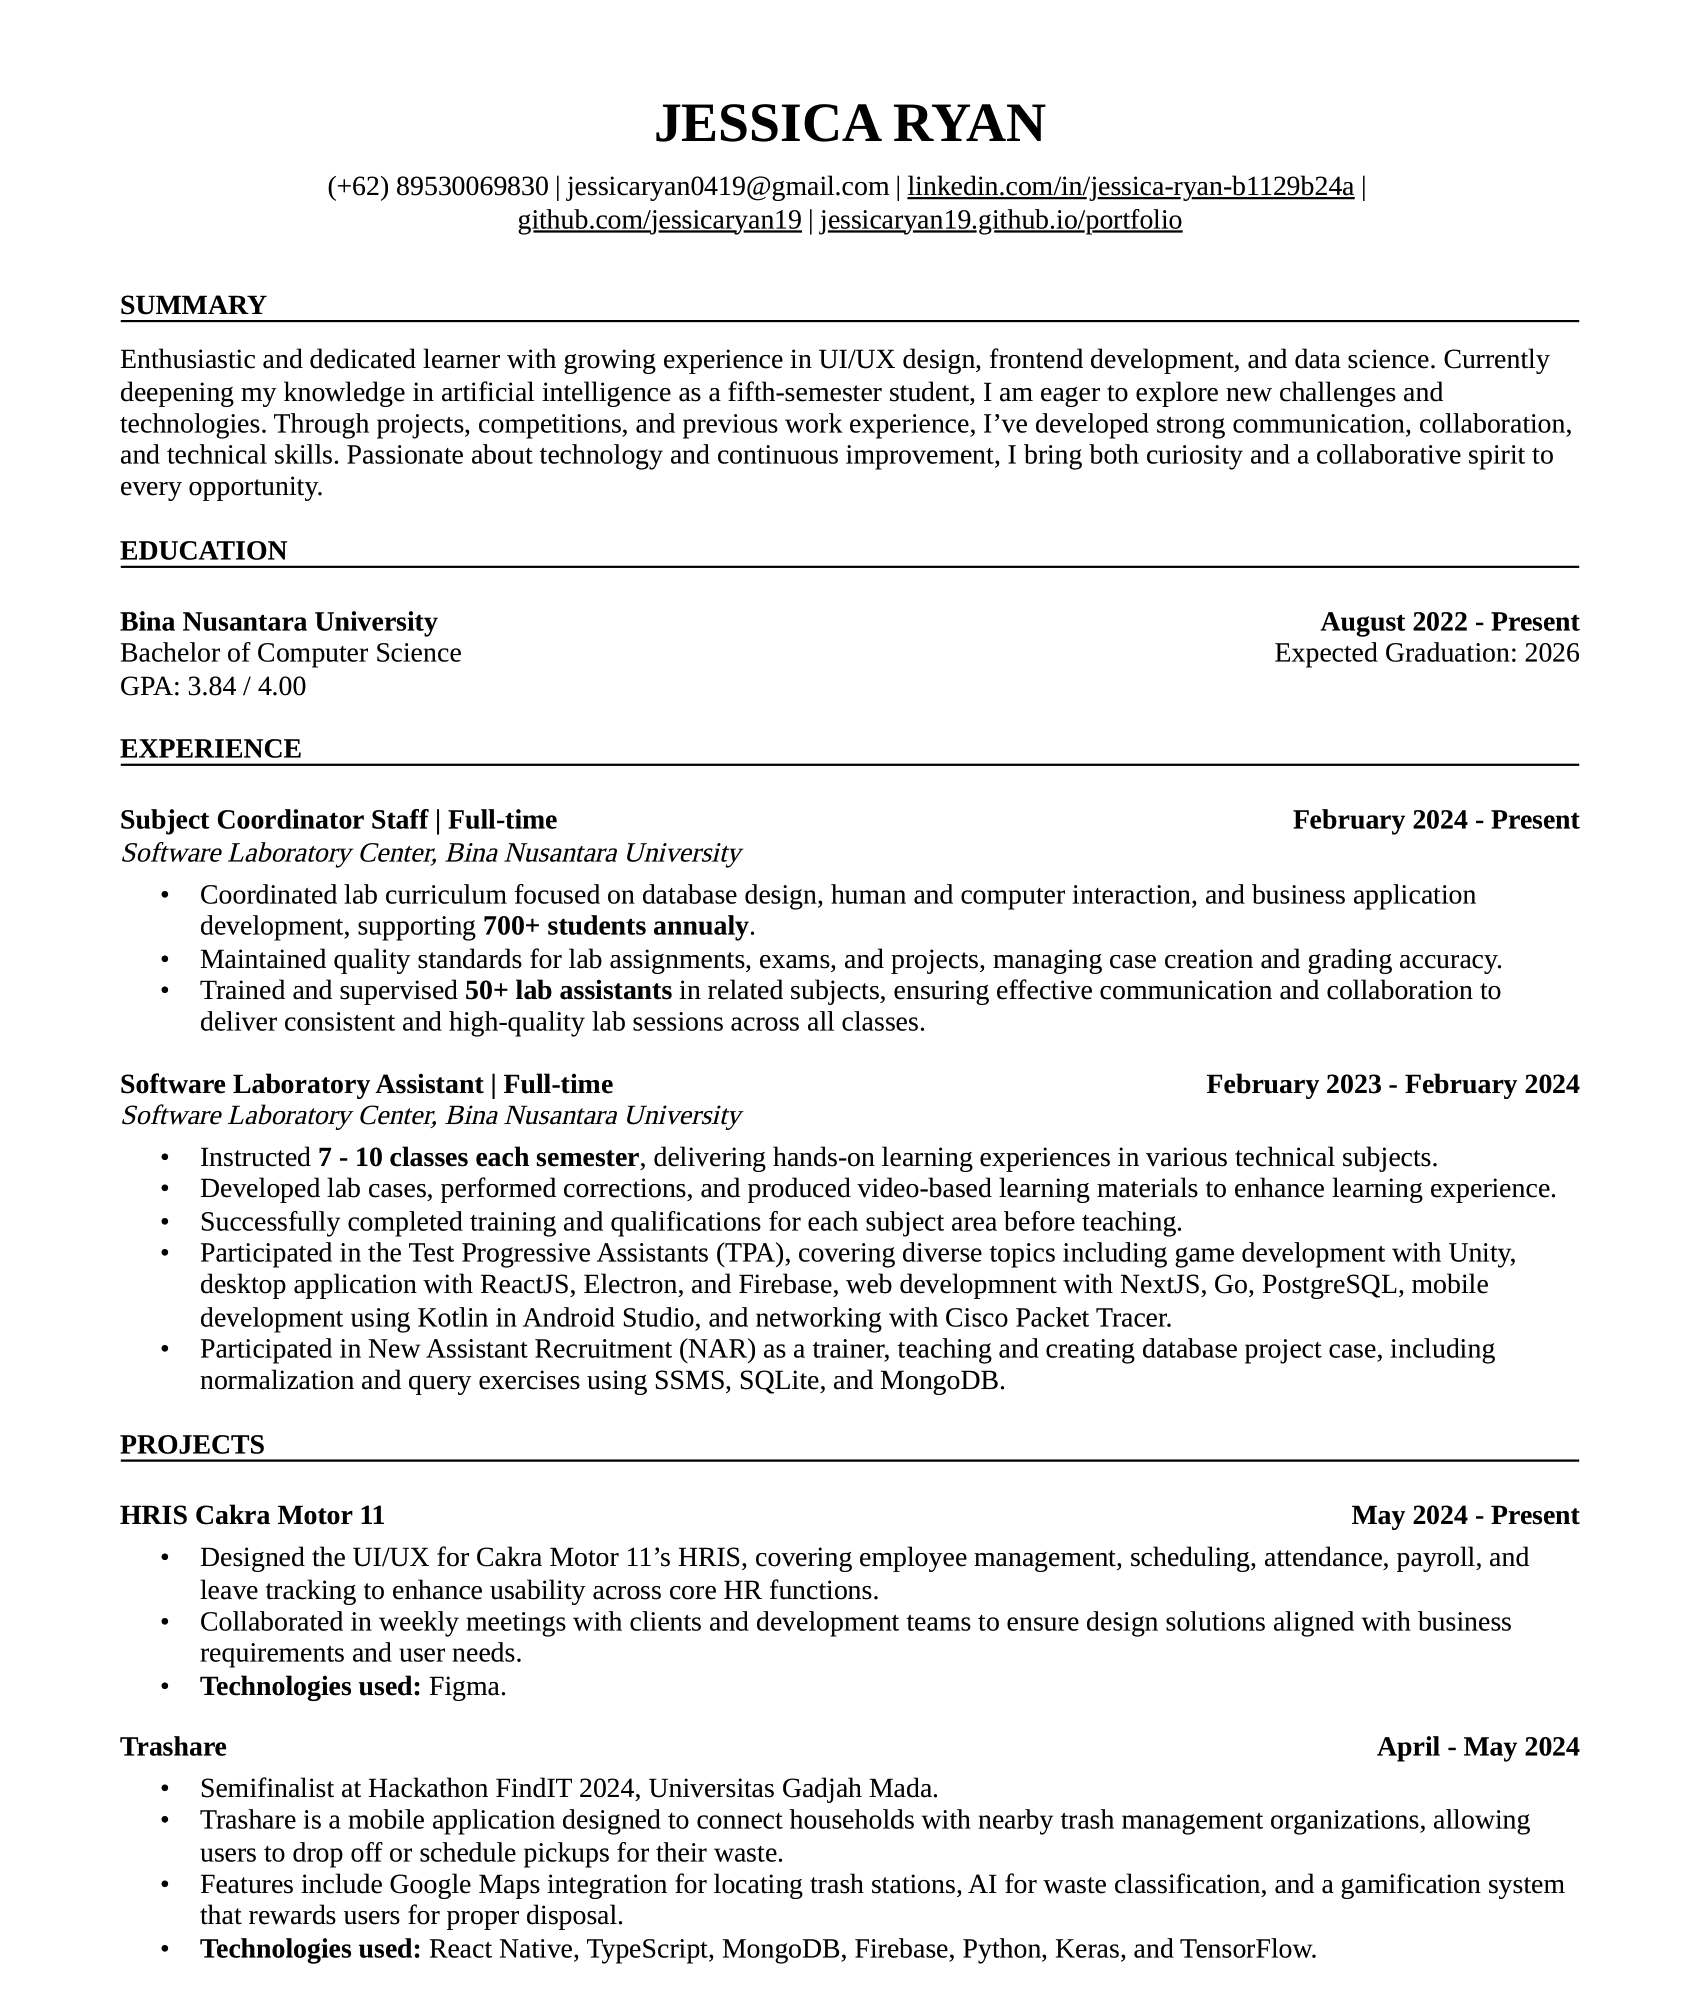 JESSICA RYAN
(+62) 89530069830 | jessicaryan0419@gmail.com | linkedin.com/in/jessica-ryan-b1129b24a |
github.com/jessicaryan19 | jessicaryan19.github.io/portfolio
SUMMARY
Enthusiastic and dedicated learner with growing experience in UI/UX design, frontend development, and data science. Currently
deepening my knowledge in artificial intelligence as a fifth-semester student, I am eager to explore new challenges and
technologies. Through projects, competitions, and previous work experience, I’ve developed strong communication, collaboration,
and technical skills. Passionate about technology and continuous improvement, I bring both curiosity and a collaborative spirit to
every opportunity.
EDUCATION
Bina Nusantara University August 2022 - Present
Bachelor of Computer Science Expected Graduation: 2026
GPA: 3.84 / 4.00
EXPERIENCE
Subject Coordinator Staff | Full-time February 2024 - Present
Software Laboratory Center, Bina Nusantara University
• Coordinated lab curriculum focused on database design, human and computer interaction, and business application
development, supporting 700+ students annualy.
• Maintained quality standards for lab assignments, exams, and projects, managing case creation and grading accuracy.
• Trained and supervised 50+ lab assistants in related subjects, ensuring effective communication and collaboration to
deliver consistent and high-quality lab sessions across all classes.
Software Laboratory Assistant | Full-time February 2023 - February 2024
Software Laboratory Center, Bina Nusantara University
• Instructed 7 - 10 classes each semester, delivering hands-on learning experiences in various technical subjects.
• Developed lab cases, performed corrections, and produced video-based learning materials to enhance learning experience.
• Successfully completed training and qualifications for each subject area before teaching.
• Participated in the Test Progressive Assistants (TPA), covering diverse topics including game development with Unity,
desktop application with ReactJS, Electron, and Firebase, web developmnent with NextJS, Go, PostgreSQL, mobile
development using Kotlin in Android Studio, and networking with Cisco Packet Tracer.
• Participated in New Assistant Recruitment (NAR) as a trainer, teaching and creating database project case, including
normalization and query exercises using SSMS, SQLite, and MongoDB.
PROJECTS
HRIS Cakra Motor 11 May 2024 - Present
• Designed the UI/UX for Cakra Motor 11’s HRIS, covering employee management, scheduling, attendance, payroll, and
leave tracking to enhance usability across core HR functions.
• Collaborated in weekly meetings with clients and development teams to ensure design solutions aligned with business
requirements and user needs.
• Technologies used: Figma.
Trashare April - May 2024
• Semifinalist at Hackathon FindIT 2024, Universitas Gadjah Mada.
• Trashare is a mobile application designed to connect households with nearby trash management organizations, allowing
users to drop off or schedule pickups for their waste.
• Features include Google Maps integration for locating trash stations, AI for waste classification, and a gamification system
that rewards users for proper disposal.
• Technologies used: React Native, TypeScript, MongoDB, Firebase, Python, Keras, and TensorFlow.